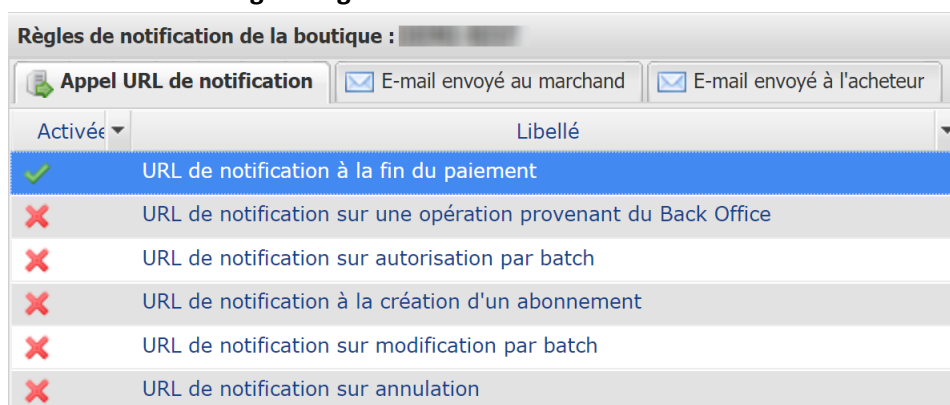 Règles de notification de la boutique :
Appel URL de notification E-mail envoyé au marchand E-mail envoyé à l'acheteur
Activée Libellé
URL de notification à la fin du paiement
URL de notification sur une opération provenant du Back Office
URL de notification sur autorisation par batch
URL de notification à la création d'un abonnement
URL de notification sur modification par batch
URL de notification sur annulation